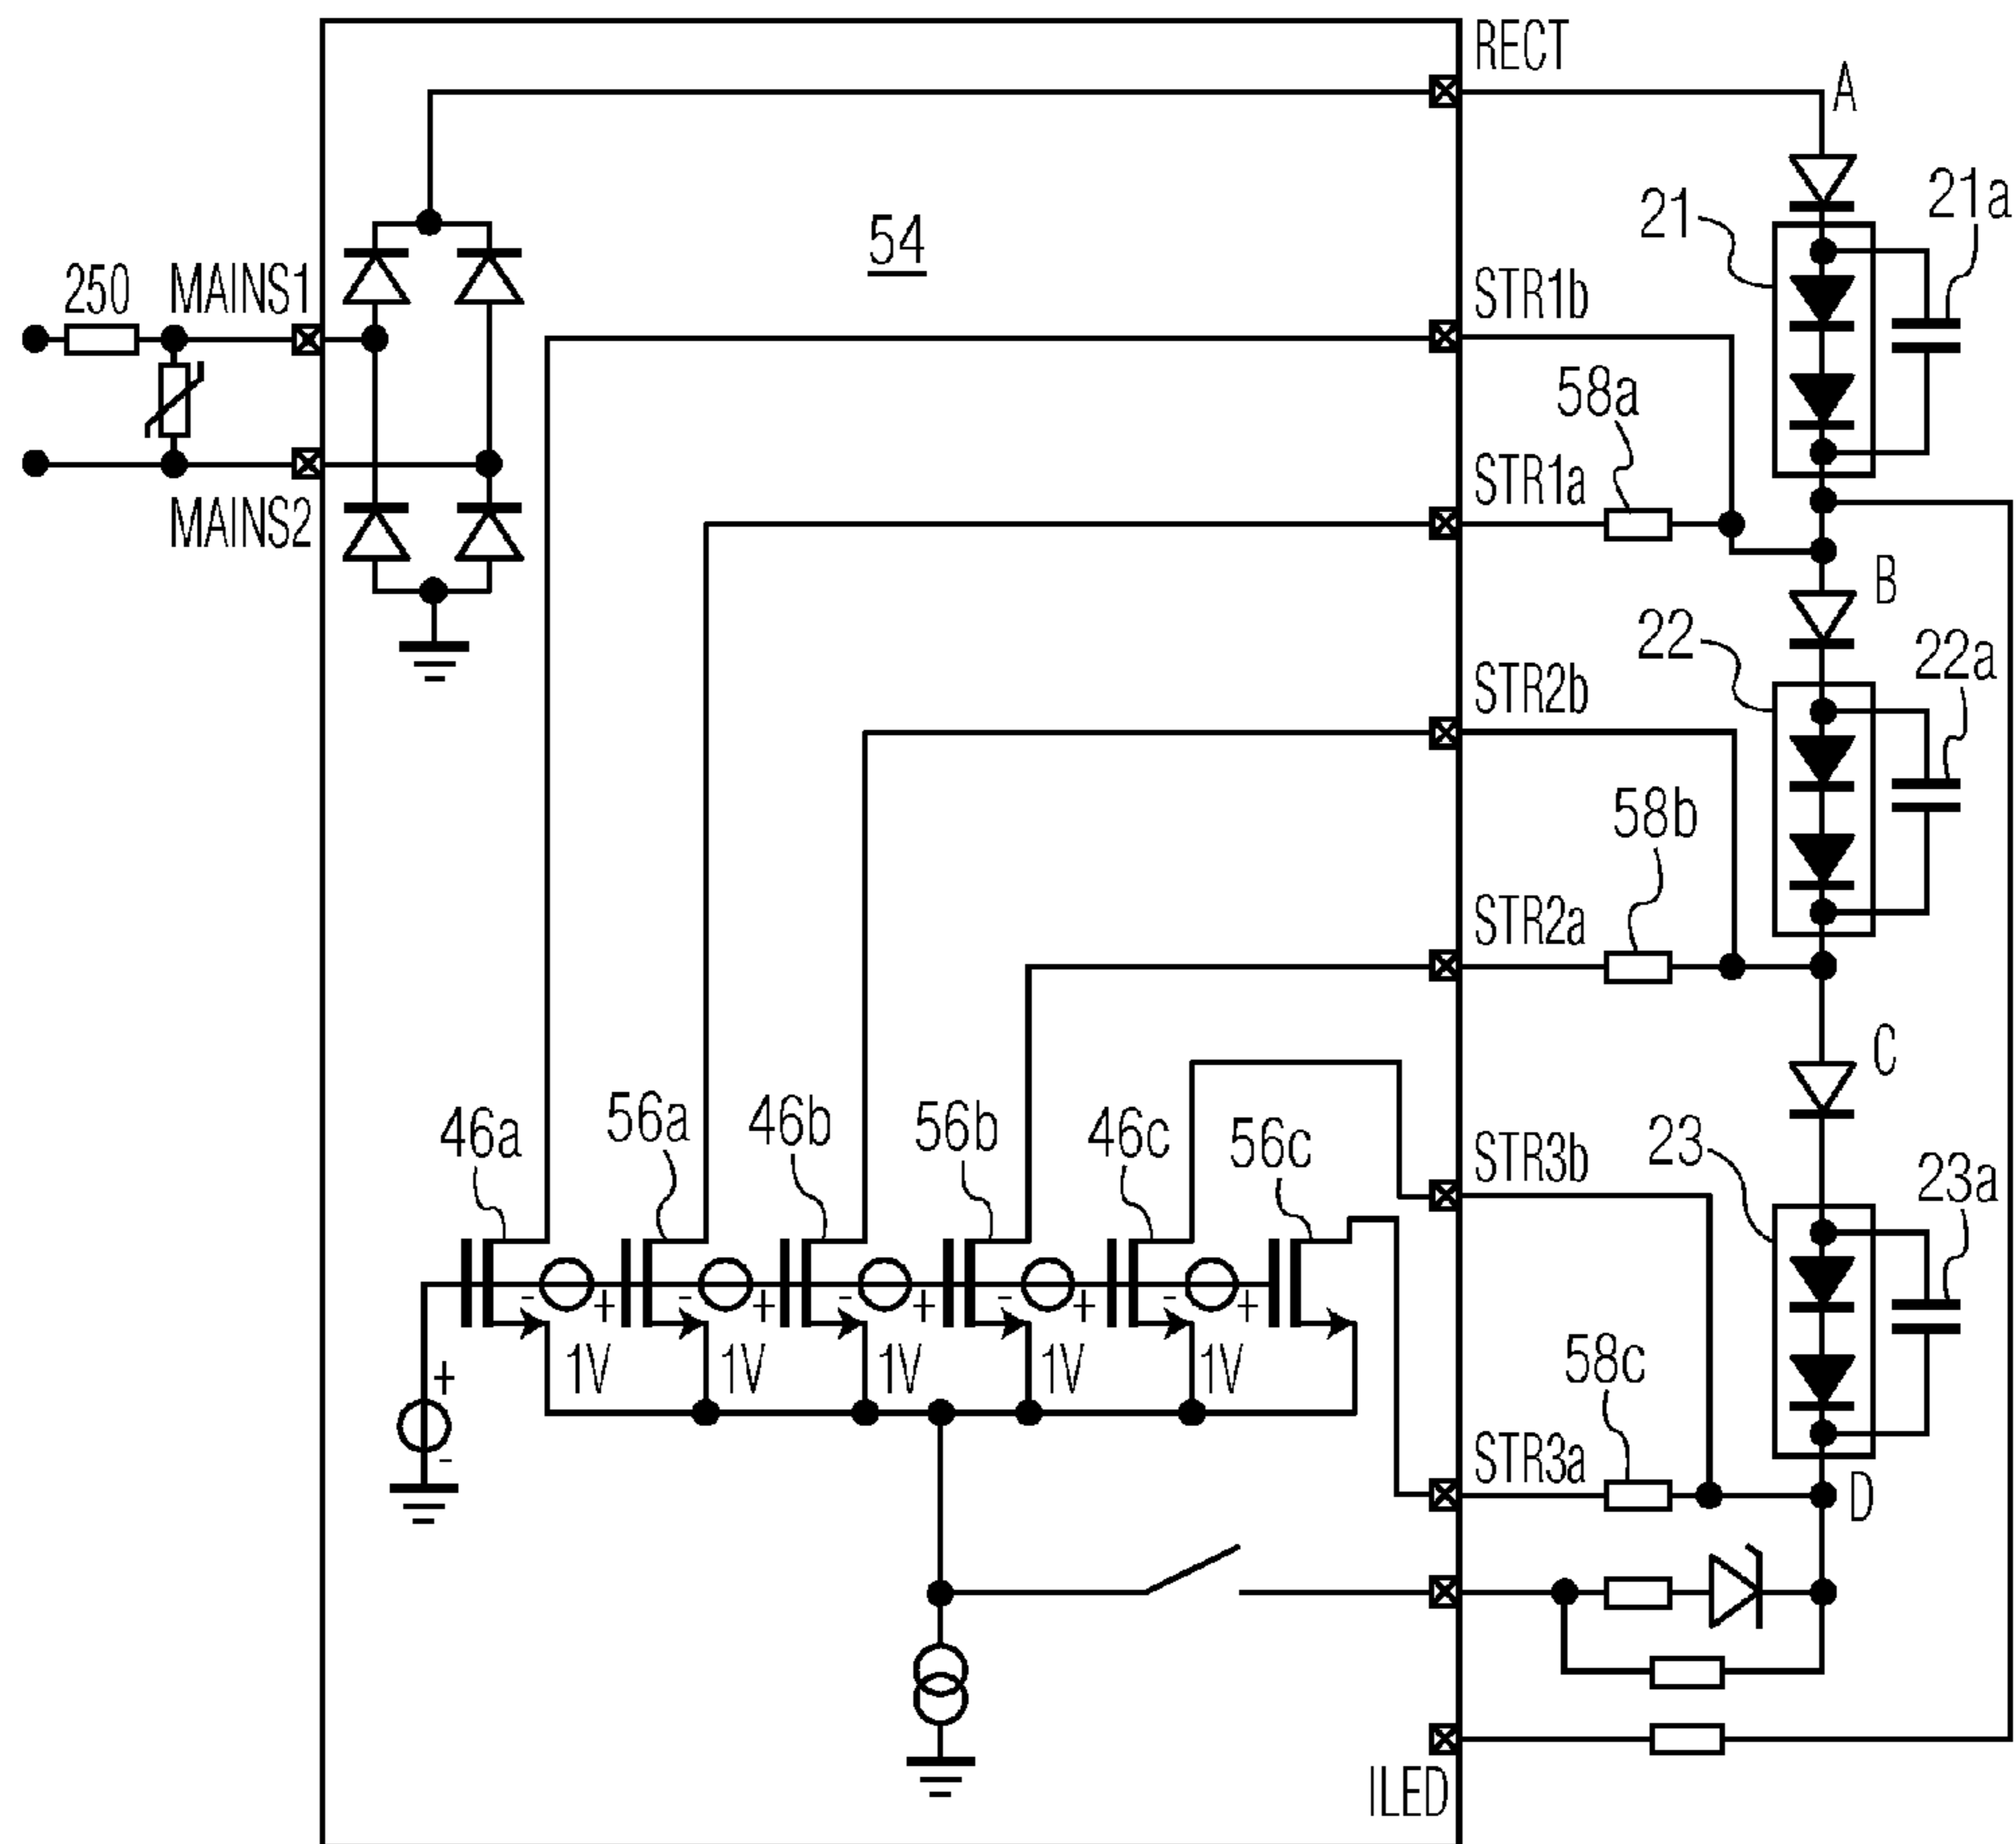 RECT
A
54
21
21a
250
MAINS1
STR1b
58a
STR1a
MAINS2
B
22
22a
STR2b
58b
STR2a
C
46a
56a
46b
56b
46c
56c
STR3b
23
23a
- + - + - + - + - +
1V 1V 1V 1V 1V
58c
+
-
STR3a
D
ILED